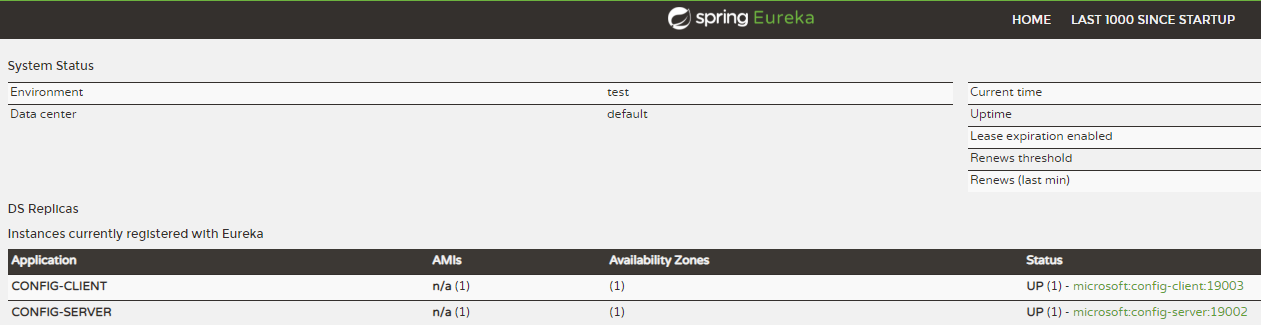 spring Eureka HOME LAST 1000 SINCE STARTUP
System Status
Environment test Current time
Data center default Uptime
Lease expiration enabled
Renews threshold
Renews (last min)
DS Replicas
Instances currently registered with Eureka
Application AMIs Availability Zones Status
CONFIG-CLIENT n/a (1) (1) UP (1) - microsoft:config-client:19003
CONFIG-SERVER n/a (1) (1) UP (1) - microsoft:config-server:19002